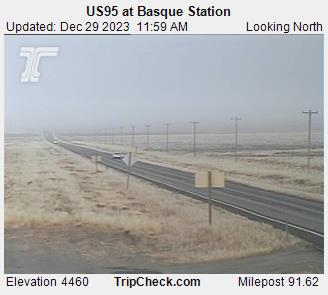 US95 at Basque Station
Updated: Dec 29 2023 11:59 AM Looking North
Elevation 4460 TripCheck.com Milepost 91.62